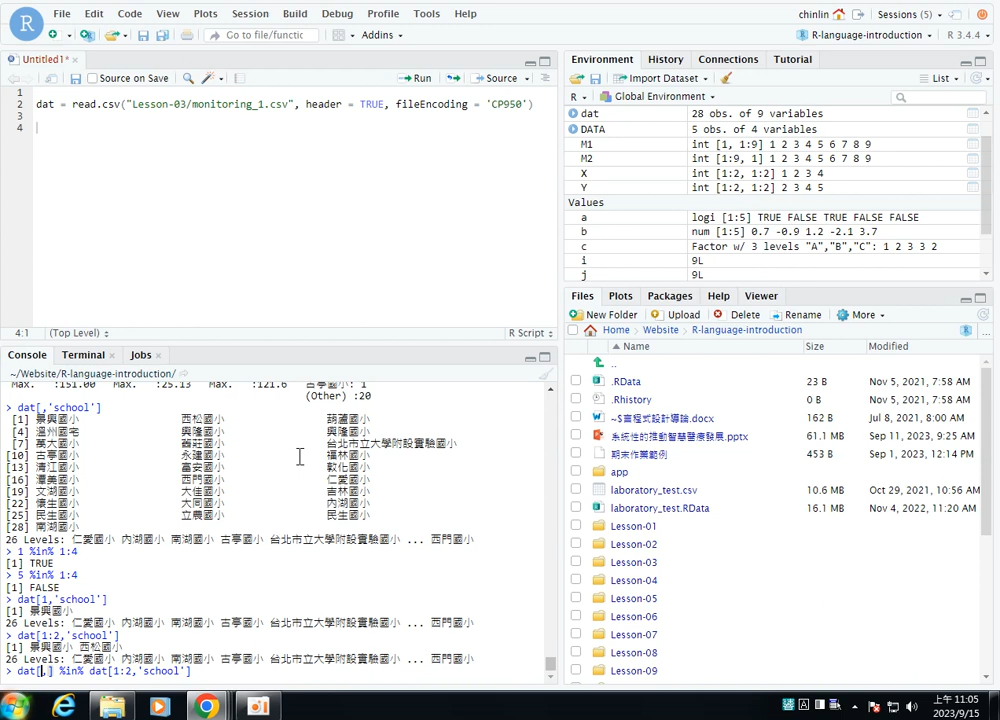 File Edit Code View Plots Session Build Debug Profile Tools Help
chinlin Sessions (5)
Go to file/functic Addins
R-language-introduction R 3.4.4
Untitled1*
Source on Save Run Source
1
2 dat = read.csv("Lesson-03/monitoring_1.csv", header = TRUE, fileEncoding = 'CP950')
3
4
4:1 (Top Level) R Script
Console Terminal Jobs
~/Website/R-language-introduction/
Max. :151.00 Max. :25.13 Max. :121.6 古亭國小: 1
(Other) :20
> dat[,'school']
[1] 景興國小 西松國小 葫蘆國小
[4] 溫州國宅 興隆國小 興隆國小
[7] 萬大國小 舊莊國小 台北市立大學附設實驗國小
[10] 古亭國小 永建國小 福林國小
[13] 清江國小 富安國小 敦化國小
[16] 潭美國小 西門國小 仁愛國小
[19] 文湖國小 大佳國小 吉林國小
[22] 懷生國小 大同國小 內湖國小
[25] 民生國小 立農國小 民生國小
[28] 南湖國小
26 Levels: 仁愛國小 內湖國小 南湖國小 古亭國小 台北市立大學附設實驗國小 ... 西門國小
> 1 %in% 1:4
[1] TRUE
> 5 %in% 1:4
[1] FALSE
> dat[1,'school']
[1] 景興國小
26 Levels: 仁愛國小 內湖國小 南湖國小 古亭國小 台北市立大學附設實驗國小 ... 西門國小
> dat[1:2,'school']
[1] 景興國小 西松國小
26 Levels: 仁愛國小 內湖國小 南湖國小 古亭國小 台北市立大學附設實驗國小 ... 西門國小
> dat[,] %in% dat[1:2,'school']
Environment History Connections Tutorial
Import Dataset List
R Global Environment
dat 28 obs. of 9 variables
DATA 5 obs. of 4 variables
M1 int [1, 1:9] 1 2 3 4 5 6 7 8 9
M2 int [1:9, 1] 1 2 3 4 5 6 7 8 9
X int [1:2, 1:2] 1 2 3 4
Y int [1:2, 1:2] 2 3 4 5
Values
a logi [1:5] TRUE FALSE TRUE FALSE FALSE
b num [1:5] 0.7 -0.9 1.2 -2.1 3.7
c Factor w/ 3 levels "A","B","C": 1 2 3 3 2
i 9L
j 9L
Files Plots Packages Help Viewer
New Folder Upload Delete Rename More
Home Website R-language-introduction
Name Size Modified
..
.RData 23 B Nov 5, 2021, 7:58 AM
.Rhistory 0 B Nov 5, 2021, 7:58 AM
~$言程式設計導論.docx 162 B Jul 8, 2021, 8:00 AM
系統性的推動智慧醫療發展.pptx 61.1 MB Sep 11, 2023, 9:25 AM
期末作業範例 453 B Sep 1, 2023, 12:14 PM
app
laboratory_test.csv 10.6 MB Oct 29, 2021, 10:56 AM
laboratory_test.RData 16.1 MB Nov 4, 2022, 11:20 AM
Lesson-01
Lesson-02
Lesson-03
Lesson-04
Lesson-05
Lesson-06
Lesson-07
Lesson-08
Lesson-09
上午 11:05
2023/9/15